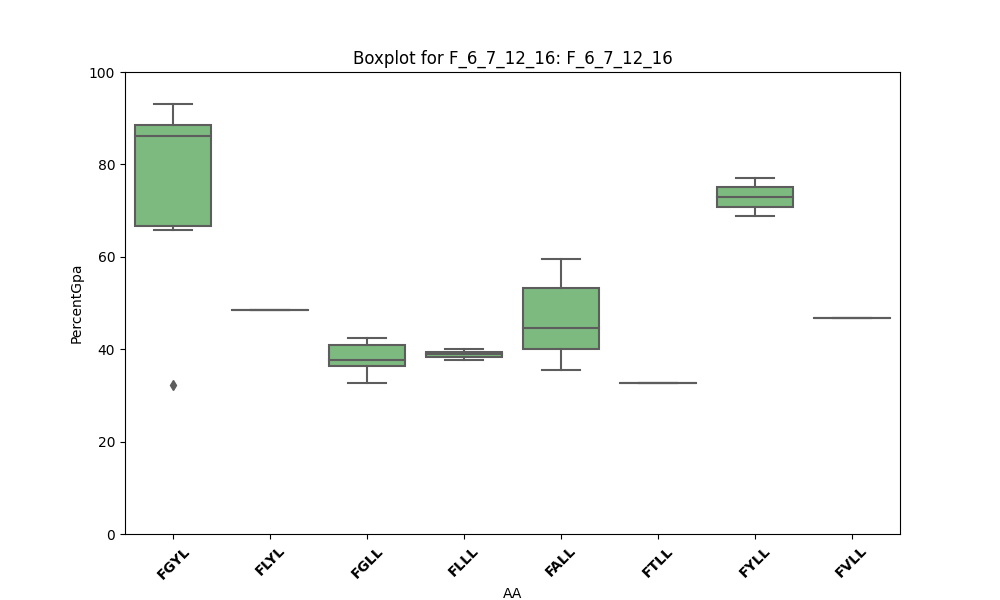 Boxplot for F_6_7_12_16: F_6_7_12_16
100
80
60
40
20
0
PercentGpa
FGYL
FLYL
FGLL
FLLL
FALL
FTLL
FYLL
FVLL
AA